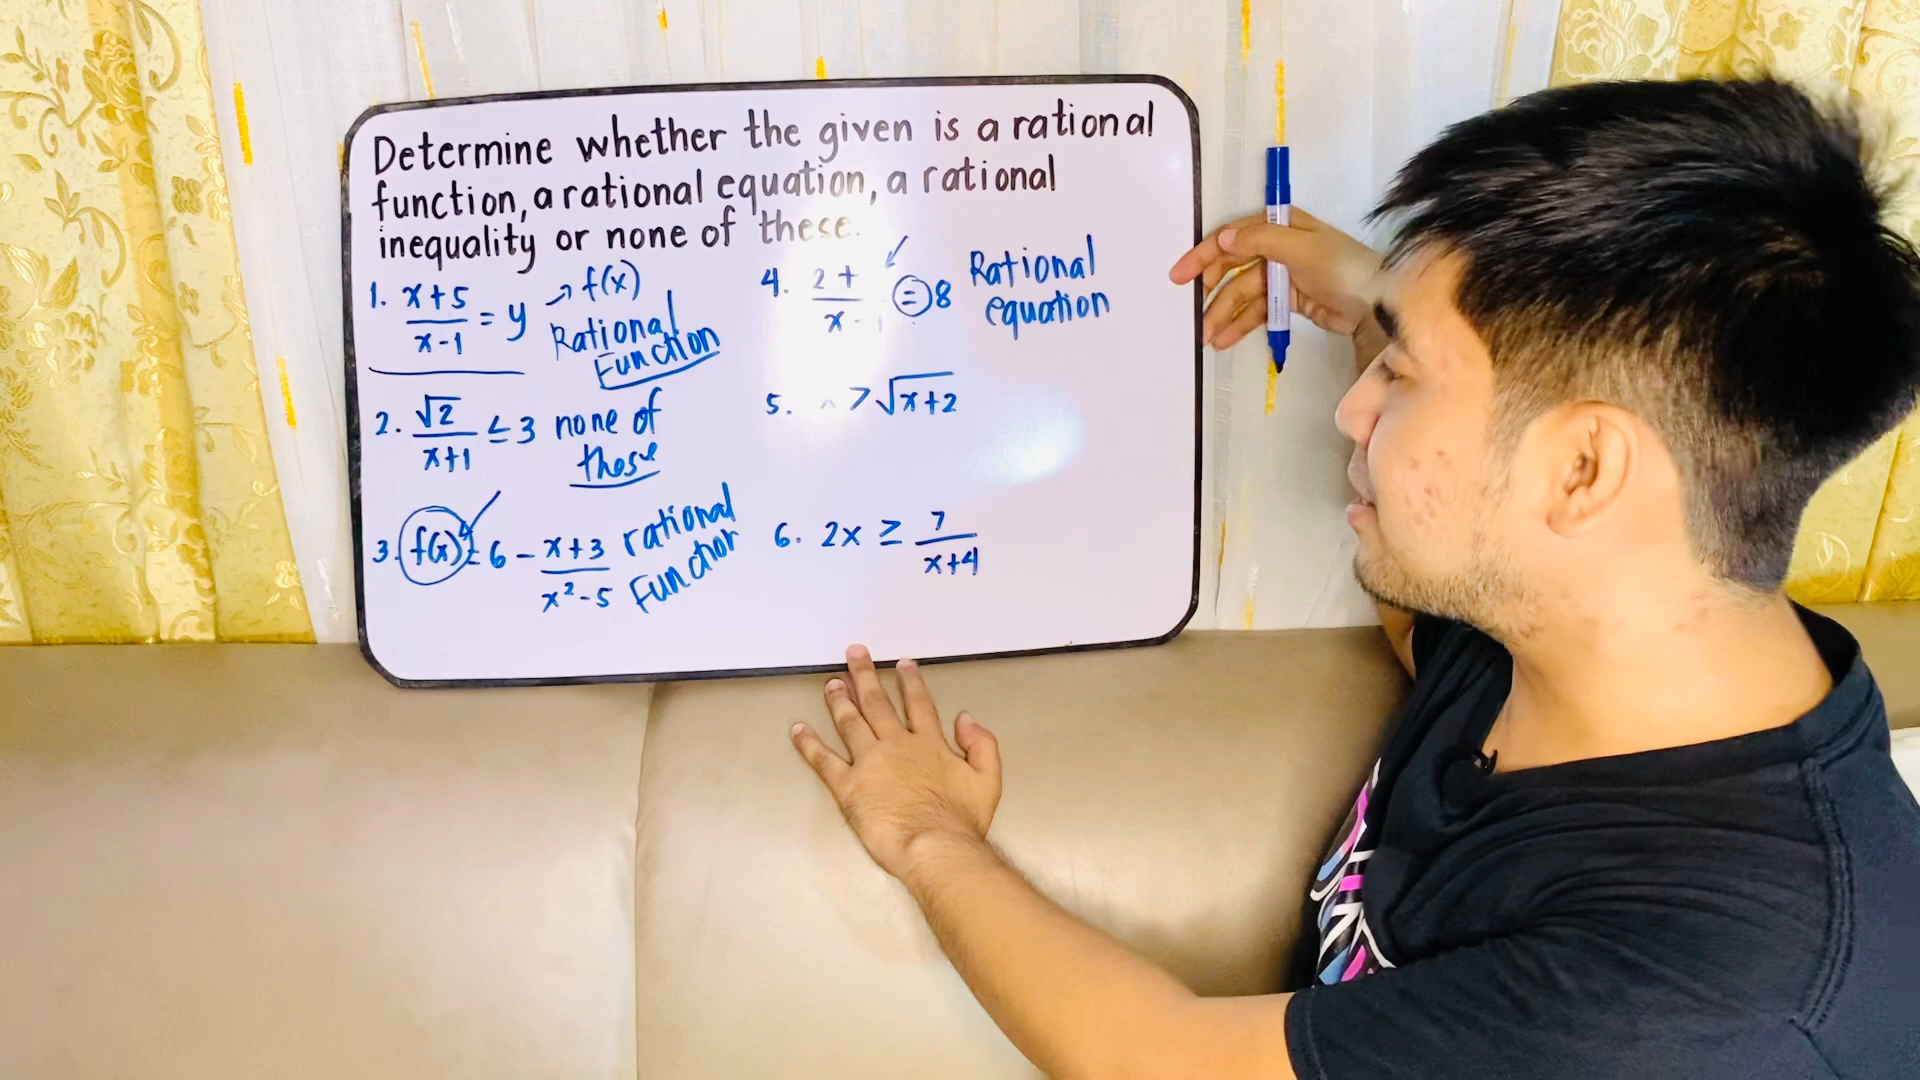 Determine whether the given is a rational
function, a rational equation, a rational
inequality or none of these.
1. x+5
x-1
= y → f(x)
Rational
Function
2. √2
x+1
≤ 3 none of
these
3. f(x) = 6 - x+3
x²-5
rational
Function
4. 2+
x - 1
= 8 Rational
equation
5. > √x+2
6. 2x ≥ 7
x+4